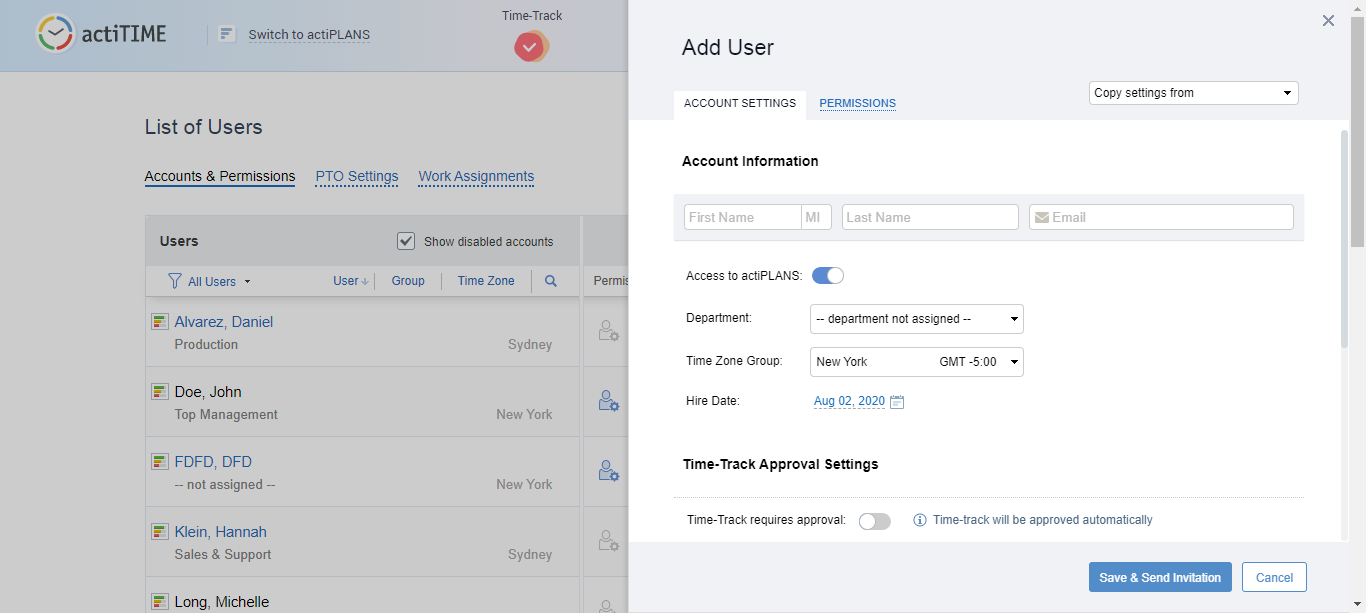 actiTIME
Switch to actiPLANS
Time-Track
List of Users
Accounts & Permissions
PTO Settings
Work Assignments
Users
Show disabled accounts
All Users
User
Group
Time Zone
Alvarez, Daniel
Production
Sydney
Doe, John
Top Management
New York
FDFD, DFD
-- not assigned --
New York
Klein, Hannah
Sales & Support
Sydney
Long, Michelle
Permis
Add User
ACCOUNT SETTINGS
PERMISSIONS
Copy settings from
Account Information
First Name
MI
Last Name
Email
Access to actiPLANS:
Department:
-- department not assigned --
Time Zone Group:
New York GMT -5:00
Hire Date:
Aug 02, 2020
Time-Track Approval Settings
Time-Track requires approval:
Time-track will be approved automatically
Save & Send Invitation
Cancel